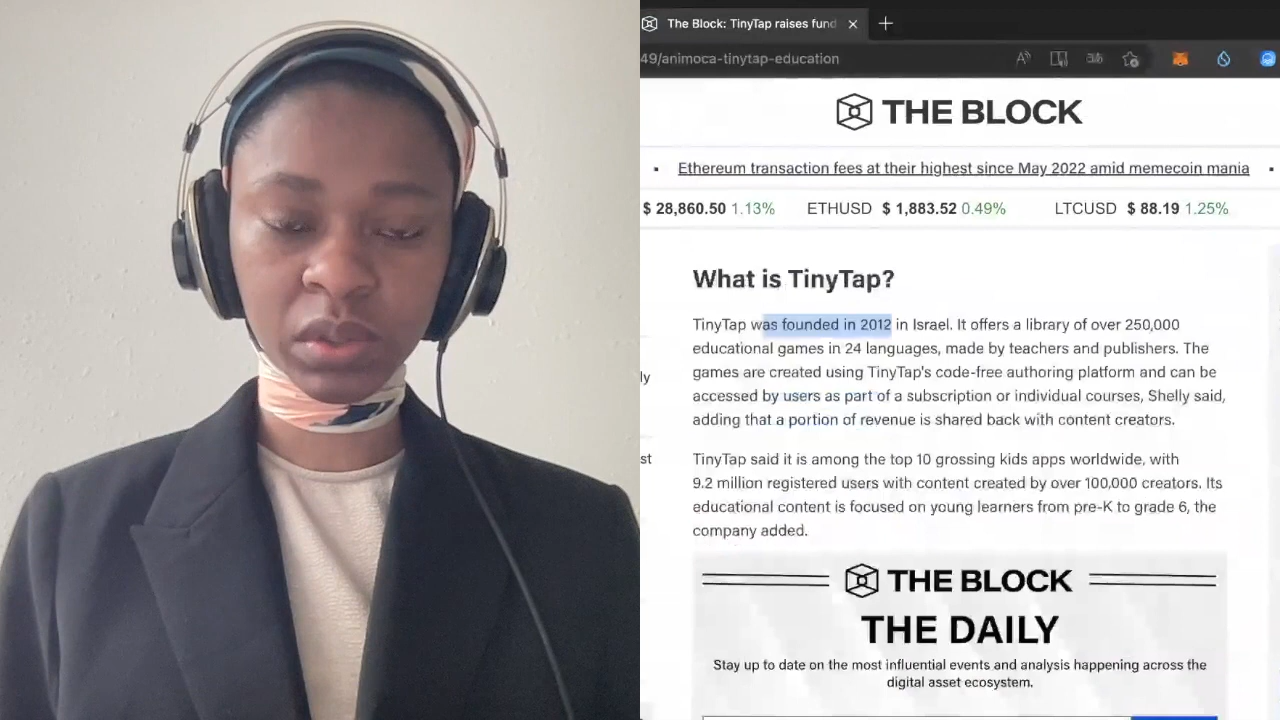 The Block: TinyTap raises fund
49/animoca-tinytap-education
THE BLOCK
Ethereum transaction fees at their highest since May 2022 amid memecoin mania
$ 28,860.50 1.13% ETHUSD $ 1,883.52 0.49% LTCUSD $ 88.19 1.25%
What is TinyTap?
TinyTap was founded in 2012 in Israel. It offers a library of over 250,000
educational games in 24 languages, made by teachers and publishers. The
games are created using TinyTap's code-free authoring platform and can be
ly
accessed by users as part of a subscription or individual courses, Shelly said,
adding that a portion of revenue is shared back with content creators.
st
TinyTap said it is among the top 10 grossing kids apps worldwide, with
9.2 million registered users with content created by over 100,000 creators. Its
educational content is focused on young learners from pre-K to grade 6, the
company added.
THE BLOCK
THE DAILY
Stay up to date on the most influential events and analysis happening across the
digital asset ecosystem.